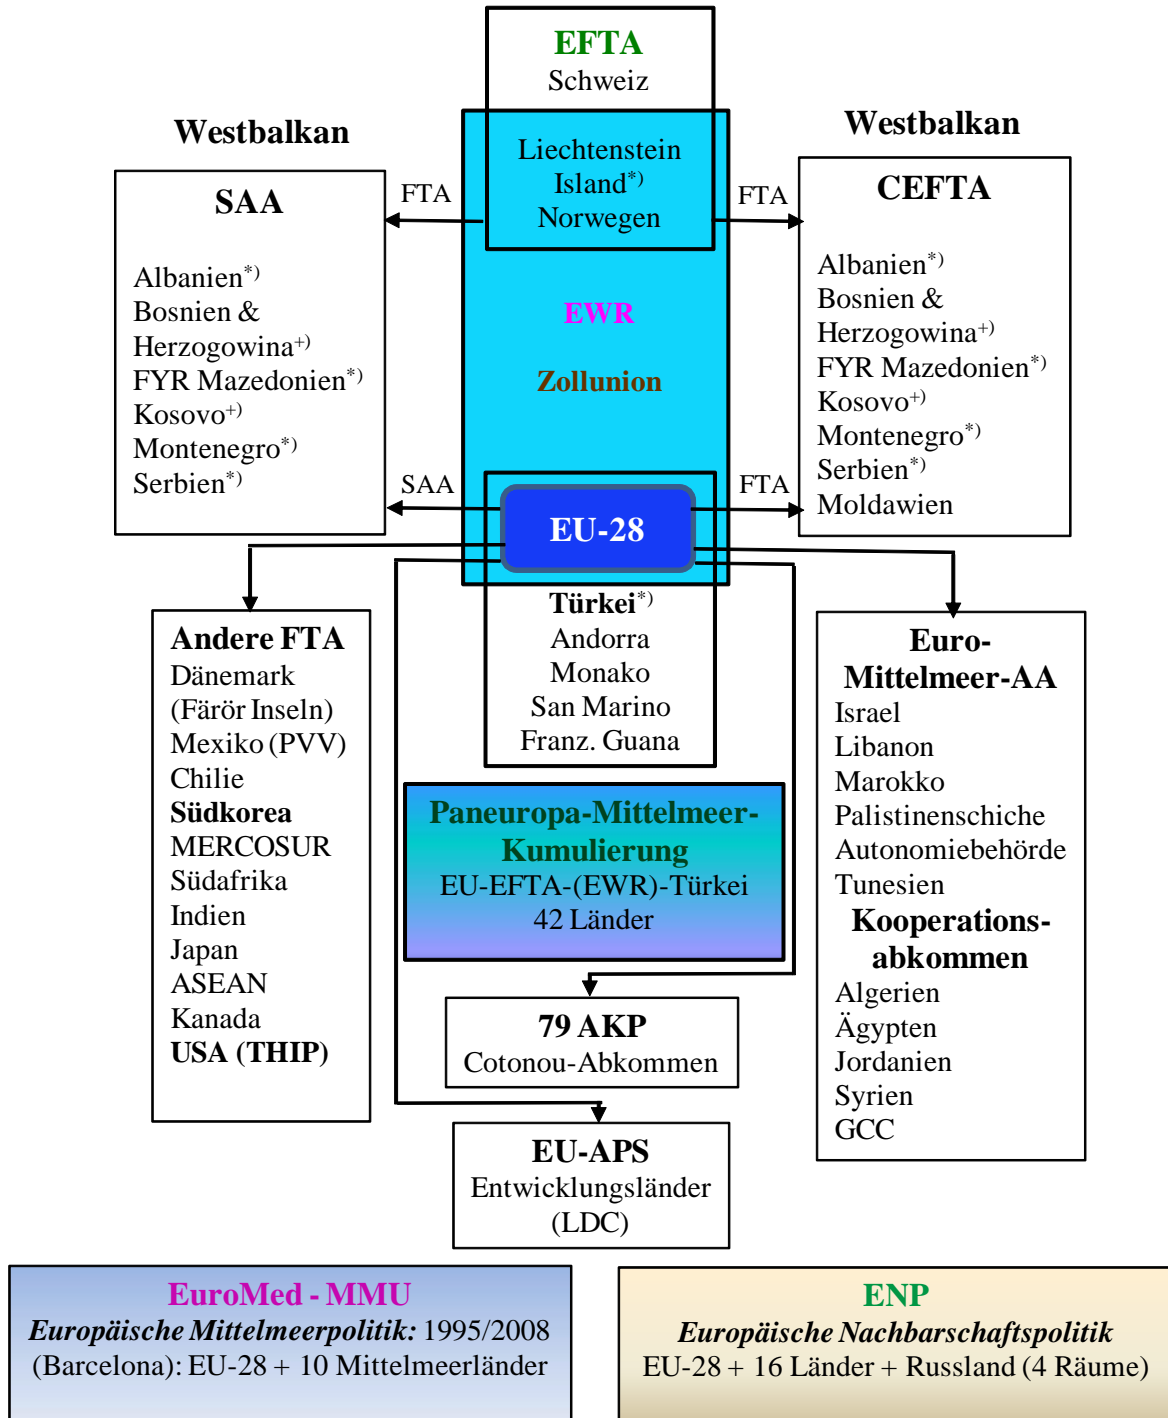 EFTA
Schweiz
Liechtenstein
Island*)
Norwegen
EWR
Zollunion
Westbalkan
SAA
Albanien*)
Bosnien &
Herzogowina+)
FYR Mazedonien*)
Kosovo+)
Montenegro*)
Serbien*)
FTA
SAA
Westbalkan
CEFTA
Albanien*)
Bosnien &
Herzogowina+)
FYR Mazedonien*)
Kosovo+)
Montenegro*)
Serbien*)
Moldawien
FTA
FTA
EU-28
Türkei*)
Andorra
Monako
San Marino
Franz. Guana
Andere FTA
Dänemark
(Färör Inseln)
Mexiko (PVV)
Chilie
Südkorea
MERCOSUR
Südafrika
Indien
Japan
ASEAN
Kanada
USA (THIP)
Paneuropa-Mittelmeer-
Kumulierung
EU-EFTA-(EWR)-Türkei
42 Länder
Euro-
Mittelmeer-AA
Israel
Libanon
Marokko
Palistinenschiche
Autonomiebehörde
Tunesien
Kooperations-
abkommen
Algerien
Ägypten
Jordanien
Syrien
GCC
79 AKP
Cotonou-Abkommen
EU-APS
Entwicklungsländer
(LDC)
EuroMed - MMU
Europäische Mittelmeerpolitik: 1995/2008
(Barcelona): EU-28 + 10 Mittelmeerländer
ENP
Europäische Nachbarschaftspolitik
EU-28 + 16 Länder + Russland (4 Räume)